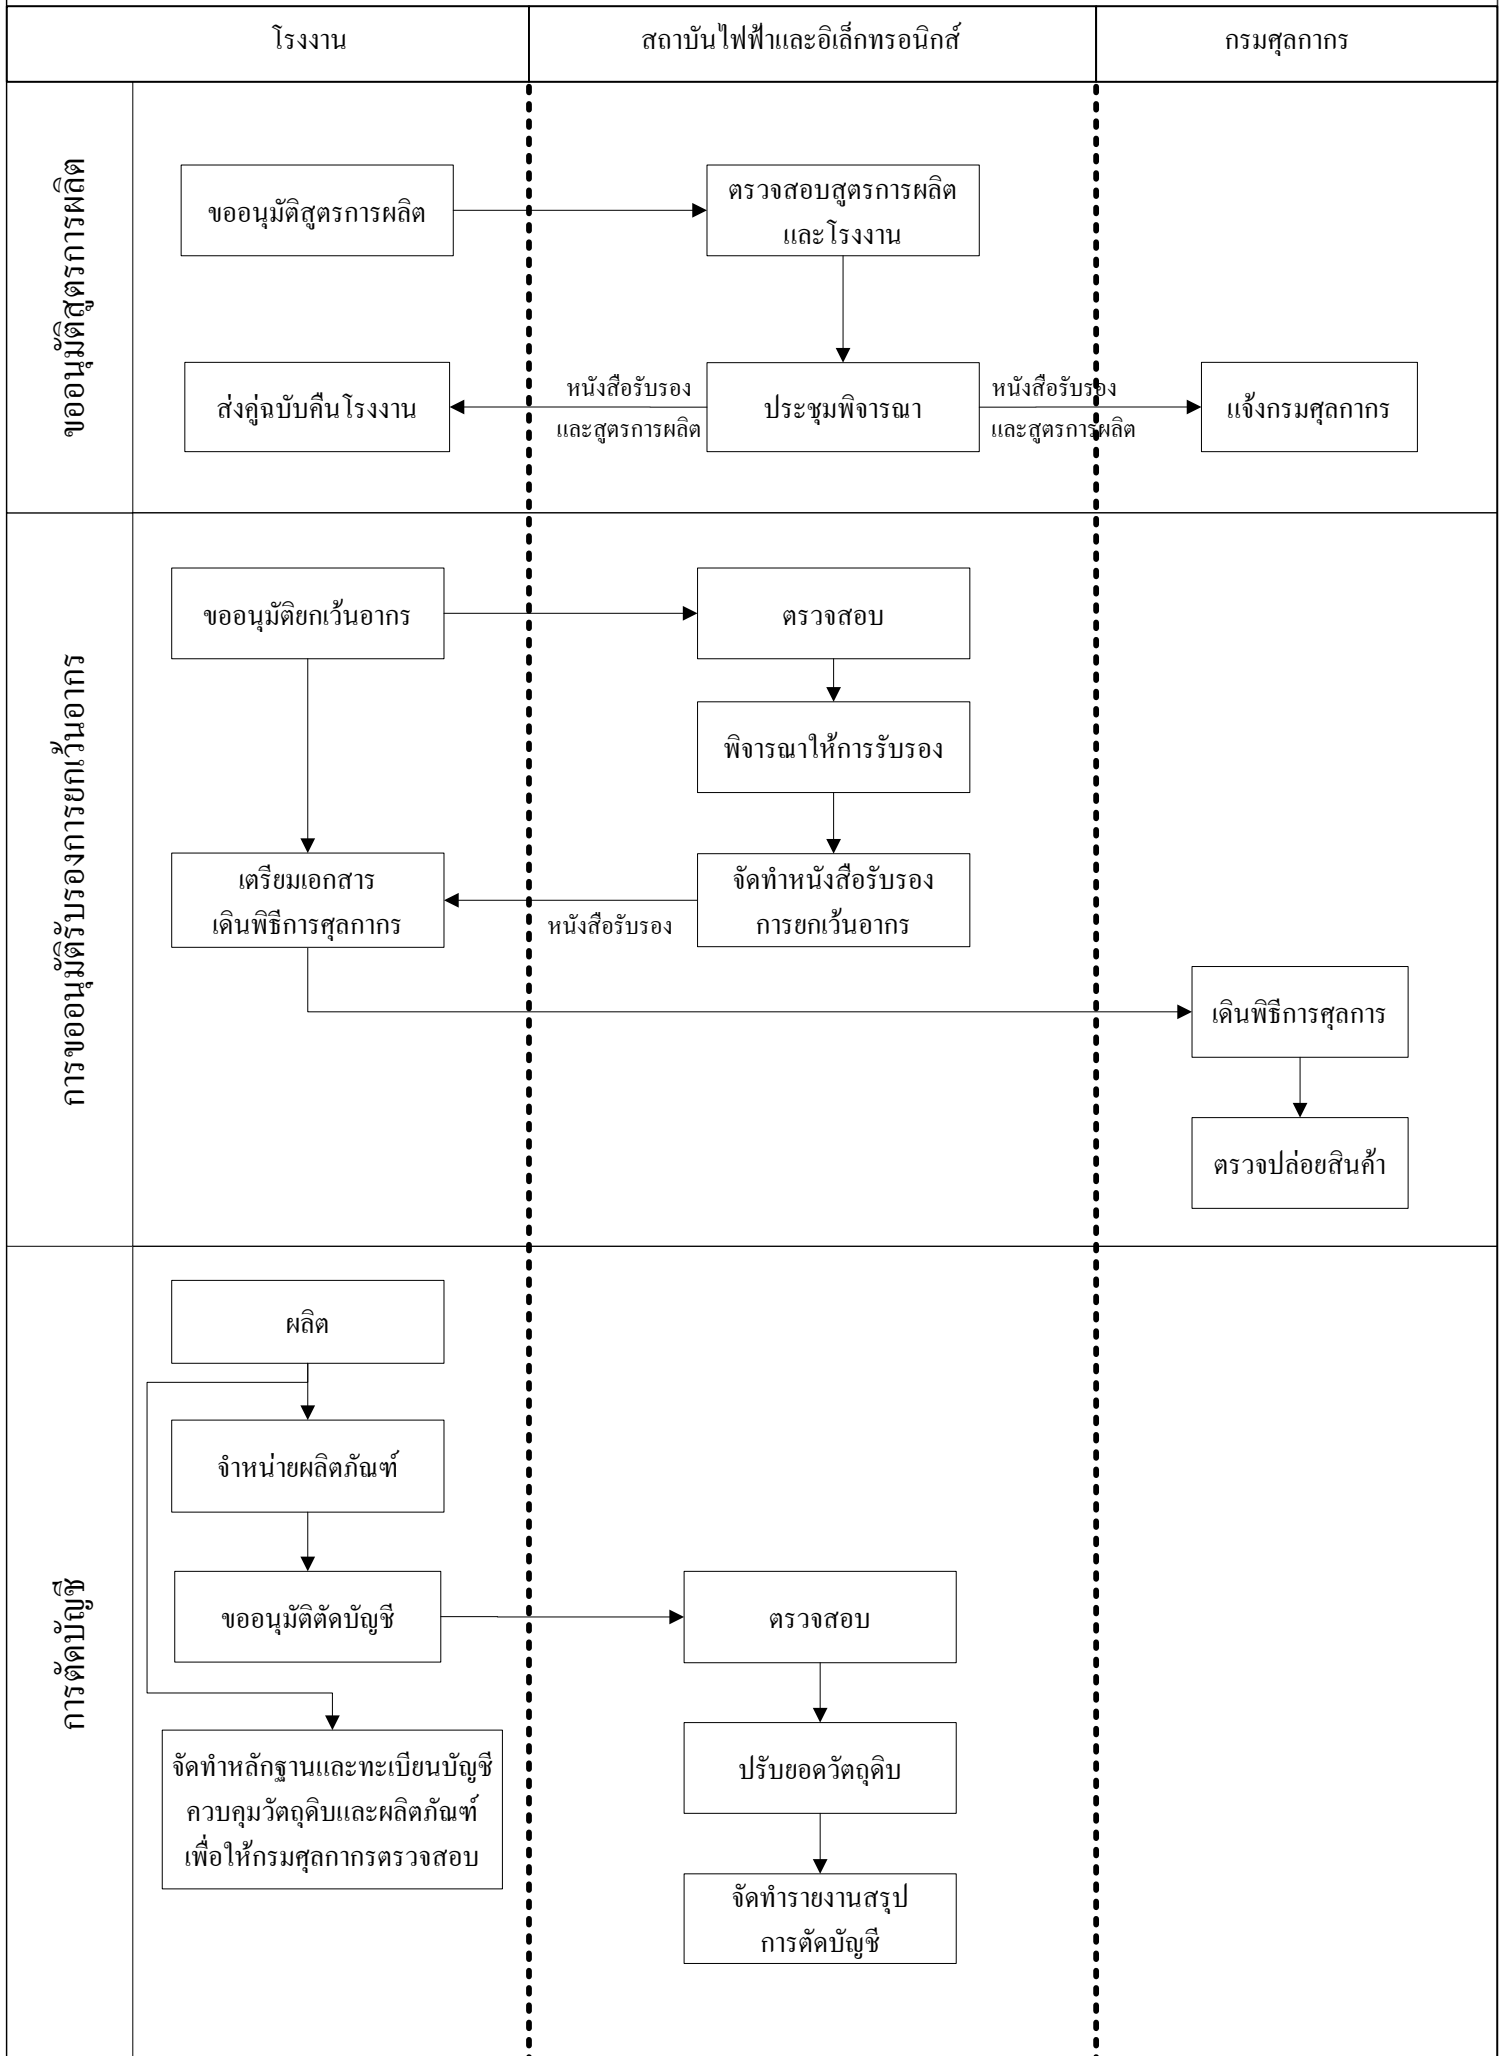 โรงงาน
สถาบันไฟฟ้าและอิเล็กทรอนิกส์
กรมศุลกากร
ขออนุมัติสูตรการผลิต
ขออนุมัติสูตรการผลิต
ตรวจสอบสูตรการผลิต
และโรงงาน
ส่งคู่ฉบับคืนโรงงาน
หนังสือรับรอง
และสูตรการผลิต
ประชุมพิจารณา
หนังสือรับรอง
และสูตรการผลิต
แจ้งกรมศุลกากร
การขออนุมัติรับรองการยกเว้นอากร
ขออนุมัติยกเว้นอากร
ตรวจสอบ
พิจารณาให้การรับรอง
เตรียมเอกสาร
เดินพิธีการศุลกากร
หนังสือรับรอง
จัดทำหนังสือรับรอง
การยกเว้นอากร
เดินพิธีการศุลการ
ตรวจปล่อยสินค้า
การตัดบัญชี
ผลิต
จำหน่ายผลิตภัณฑ์
ขออนุมัติตัดบัญชี
ตรวจสอบ
จัดทำหลักฐานและทะเบียนบัญชี
ควบคุมวัตถุดิบและผลิตภัณฑ์
เพื่อให้กรมศุลกากรตรวจสอบ
ปรับยอดวัตถุดิบ
จัดทำรายงานสรุป
การตัดบัญชี